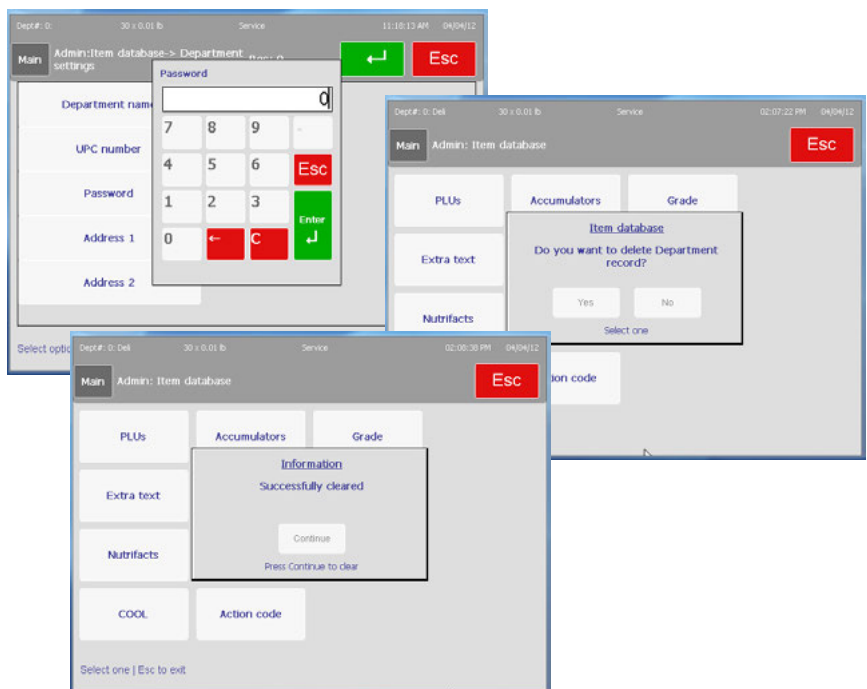 Dept#: 0: 30 x 0.01 lb Service 11:18:13 AM 04/04/12
Main Admin:Item database-> Department settings Esc
Password
0
Department name
UPC number
Password
Address 1
Address 2
7 8 9 -
4 5 6 Esc
1 2 3 Enter
0 ← C
Select
Dept#: 0: Deli 30 x 0.01 lb Service 02:07:22 PM 04/04/12
Main Admin: Item database Esc
PLUs Accumulators Grade
Extra text
Nutrifacts
Item database
Do you want to delete Department
record?
Yes No
Select one
ion code
Dept#: 0: Deli 30 x 0.01 lb Service 02:08:38 PM 04/04/12
Main Admin: Item database Esc
PLUs Accumulators Grade
Extra text
Nutrifacts
Information
Successfully cleared
Continue
Press Continue to clear
COOL Action code
Select one | Esc to exit